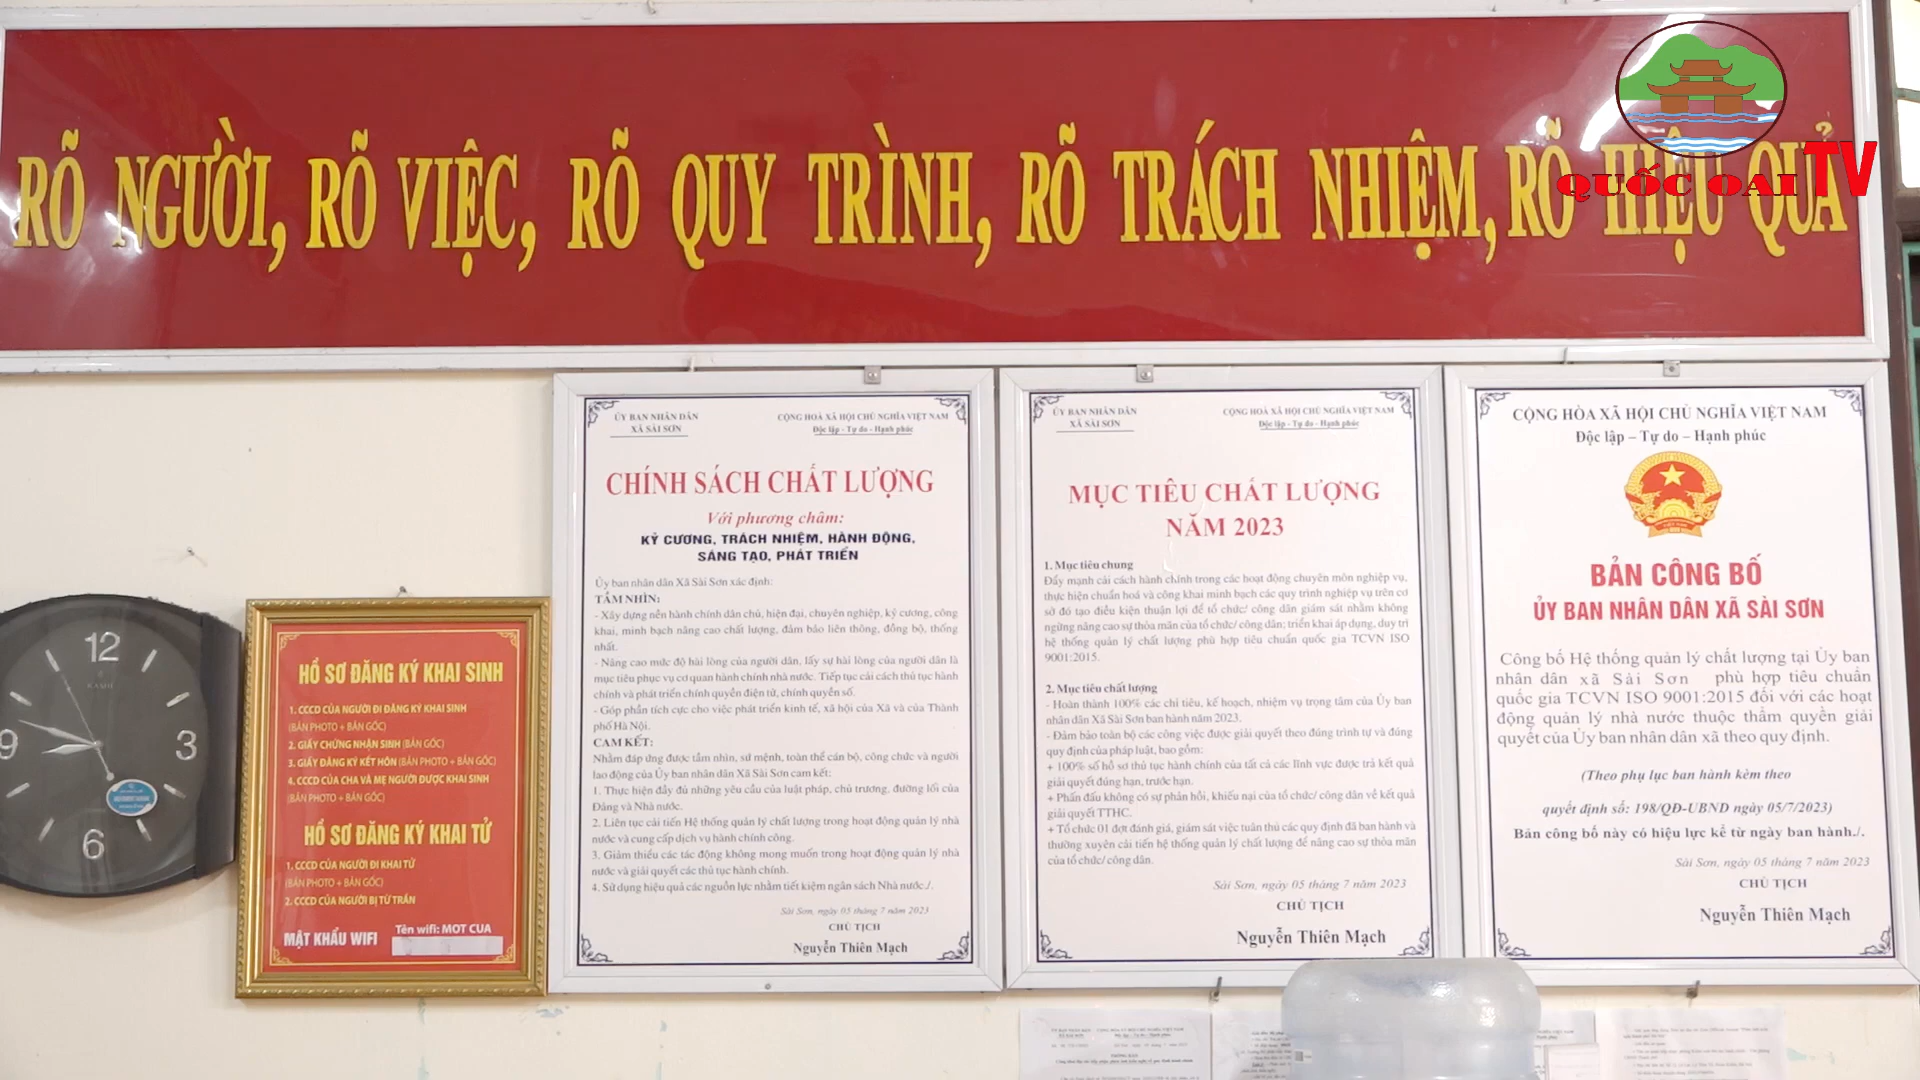 RÕ NGƯỜI, RÕ VIỆC, RÕ QUY TRÌNH, RÕ TRÁCH NHIỆM, RÕ HIỆU QUẢ
QUỐC OAI TV
12
3
6
9
HỒ SƠ ĐĂNG KÝ KHAI SINH
1. CCCD CỦA NGƯỜI ĐI ĐĂNG KÝ KHAI SINH
(BẢN PHOTO + BẢN GỐC)
2. GIẤY CHỨNG NHẬN SINH (BẢN GỐC)
3. GIẤY ĐĂNG KÝ KẾT HÔN (BẢN PHOTO + BẢN GỐC)
4. CCCD CỦA CHA VÀ MẸ NGƯỜI ĐƯỢC KHAI SINH
(BẢN PHOTO + BẢN GỐC)
HỒ SƠ ĐĂNG KÝ KHAI TỬ
1. CCCD CỦA NGƯỜI ĐI KHAI TỬ
(BẢN PHOTO + BẢN GỐC)
2. CCCD CỦA NGƯỜI BỊ TỪ TRẦN
Tên wifi: MOT CUA
MẬT KHẨU WIFI
ỦY BAN NHÂN DÂN
XÃ SÀI SƠN
CỘNG HOÀ XÃ HỘI CHỦ NGHĨA VIỆT NAM
Độc lập - Tự do - Hạnh phúc
CHÍNH SÁCH CHẤT LƯỢNG
Với phương châm:
KỶ CƯƠNG, TRÁCH NHIỆM, HÀNH ĐỘNG,
SÁNG TẠO, PHÁT TRIỂN
Ủy ban nhân dân Xã Sài Sơn xác định:
TẦM NHÌN:
- Xây dựng nền hành chính dân chủ, hiện đại, chuyên nghiệp, kỷ cương, công
khai, minh bạch nâng cao chất lượng, đảm bảo liên thông, đồng bộ, thống
nhất.
- Nâng cao mức độ hài lòng của người dân, lấy sự hài lòng của người dân là
mục tiêu phục vụ cơ quan hành chính nhà nước. Tiếp tục cải cách thủ tục hành
chính và phát triển chính quyền điện tử, chính quyền số.
- Góp phần tích cực cho việc phát triển kinh tế, xã hội của Xã và của Thành
phố Hà Nội.
CAM KẾT:
Nhằm đáp ứng được tầm nhìn, sứ mệnh, toàn thể cán bộ, công chức và người
lao động của Ủy ban nhân dân Xã Sài Sơn cam kết:
1. Thực hiện đầy đủ những yêu cầu của luật pháp, chủ trương, đường lối của
Đảng và Nhà nước.
2. Liên tục cải tiến Hệ thống quản lý chất lượng trong hoạt động quản lý nhà
nước và cung cấp dịch vụ hành chính công.
3. Giảm thiểu các tác động không mong muốn trong hoạt động quản lý nhà
nước và giải quyết các thủ tục hành chính.
4. Sử dụng hiệu quả các nguồn lực nhằm tiết kiệm ngân sách Nhà nước./.
Sài Sơn, ngày 05 tháng 7 năm 2023
CHỦ TỊCH
Nguyễn Thiên Mạch
ỦY BAN NHÂN DÂN
XÃ SÀI SƠN
CỘNG HOÀ XÃ HỘI CHỦ NGHĨA VIỆT NAM
Độc lập - Tự do - Hạnh phúc
MỤC TIÊU CHẤT LƯỢNG
NĂM 2023
1. Mục tiêu chung
Đẩy mạnh cải cách hành chính trong các hoạt động chuyên môn nghiệp vụ,
thực hiện chuẩn hoá và công khai minh bạch các quy trình nghiệp vụ trên cơ
sở đó tạo điều kiện thuận lợi để tổ chức/ công dân giám sát nhằm không
ngừng nâng cao sự thỏa mãn của tổ chức/ công dân; triển khai áp dụng, duy trì
hệ thống quản lý chất lượng phù hợp tiêu chuẩn quốc gia TCVN ISO
9001:2015.
2. Mục tiêu chất lượng
- Hoàn thành 100% các chỉ tiêu, kế hoạch, nhiệm vụ trọng tâm của Ủy ban
nhân dân Xã Sài Sơn ban hành năm 2023.
- Đảm bảo toàn bộ các công việc được giải quyết theo đúng trình tự và đúng
quy định của pháp luật, bao gồm:
+ 100% số hồ sơ thủ tục hành chính của tất cả các lĩnh vực được trả kết quả
giải quyết đúng hạn, trước hạn.
+ Phấn đấu không có sự phản hồi, khiếu nại của tổ chức/ công dân về kết quả
giải quyết TTHC.
+ Tổ chức 01 đợt đánh giá, giám sát việc tuân thủ các quy định đã ban hành và
thường xuyên cải tiến hệ thống quản lý chất lượng để nâng cao sự thỏa mãn
của tổ chức/ công dân.
Sài Sơn, ngày 05 tháng 7 năm 2023
CHỦ TỊCH
Nguyễn Thiên Mạch
CỘNG HÒA XÃ HỘI CHỦ NGHĨA VIỆT NAM
Độc lập – Tự do – Hạnh phúc
BẢN CÔNG BỐ
ỦY BAN NHÂN DÂN XÃ SÀI SƠN
Công bố Hệ thống quản lý chất lượng tại Ủy ban
nhân dân xã Sài Sơn phù hợp tiêu chuẩn
quốc gia TCVN ISO 9001:2015 đối với các hoạt
động quản lý nhà nước thuộc thẩm quyền giải
quyết của Ủy ban nhân dân xã theo quy định.
(Theo phụ lục ban hành kèm theo
quyết định số: 198/QĐ-UBND ngày 05/7/2023)
Bản công bố này có hiệu lực kể từ ngày ban hành./.
Sài Sơn, ngày 05 tháng 7 năm 2023
CHỦ TỊCH
Nguyễn Thiên Mạch